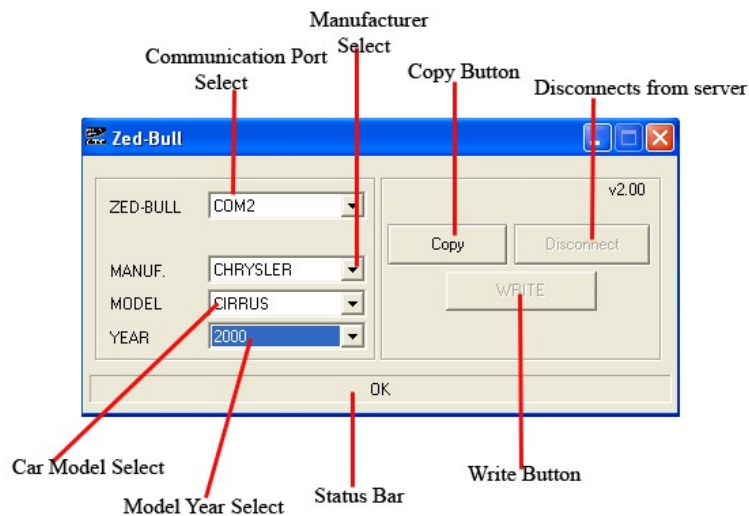 Manufacturer
Select
Communication Port
Select
Copy Button
Disconnects from server
Zed-Bull
v2.00
ZED-BULL
COM2
Copy
Disconnect
MANUF.
CHRYSLER
WRITE
MODEL
CIRRUS
YEAR
2000
OK
Car Model Select
Write Button
Model Year Select
Status Bar